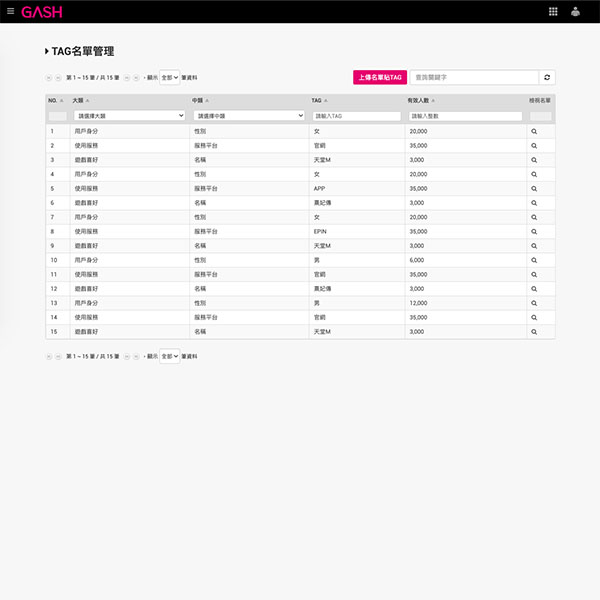 GASH
TAG名單管理
第 1 ~ 15 筆 / 共 15 筆 - 顯示 全部 筆資料 上傳名單貼TAG 查詢關鍵字
NO. 大類 中類 TAG 有效人數 檢視名單
請選擇大類 請選擇中類 請輸入TAG 請輸入整數
1 用戶身分 性別 女 20,000
2 使用服務 服務平台 官網 35,000
3 遊戲喜好 名稱 天堂M 3,000
4 用戶身分 性別 女 20,000
5 使用服務 服務平台 APP 35,000
6 遊戲喜好 名稱 熹妃傳 3,000
7 用戶身分 性別 女 20,000
8 使用服務 服務平台 EPIN 35,000
9 遊戲喜好 名稱 天堂M 3,000
10 用戶身分 性別 男 6,000
11 使用服務 服務平台 官網 35,000
12 遊戲喜好 名稱 熹妃傳 3,000
13 用戶身分 性別 男 12,000
14 使用服務 服務平台 官網 35,000
15 遊戲喜好 名稱 天堂M 3,000
第 1 ~ 15 筆 / 共 15 筆 - 顯示 全部 筆資料